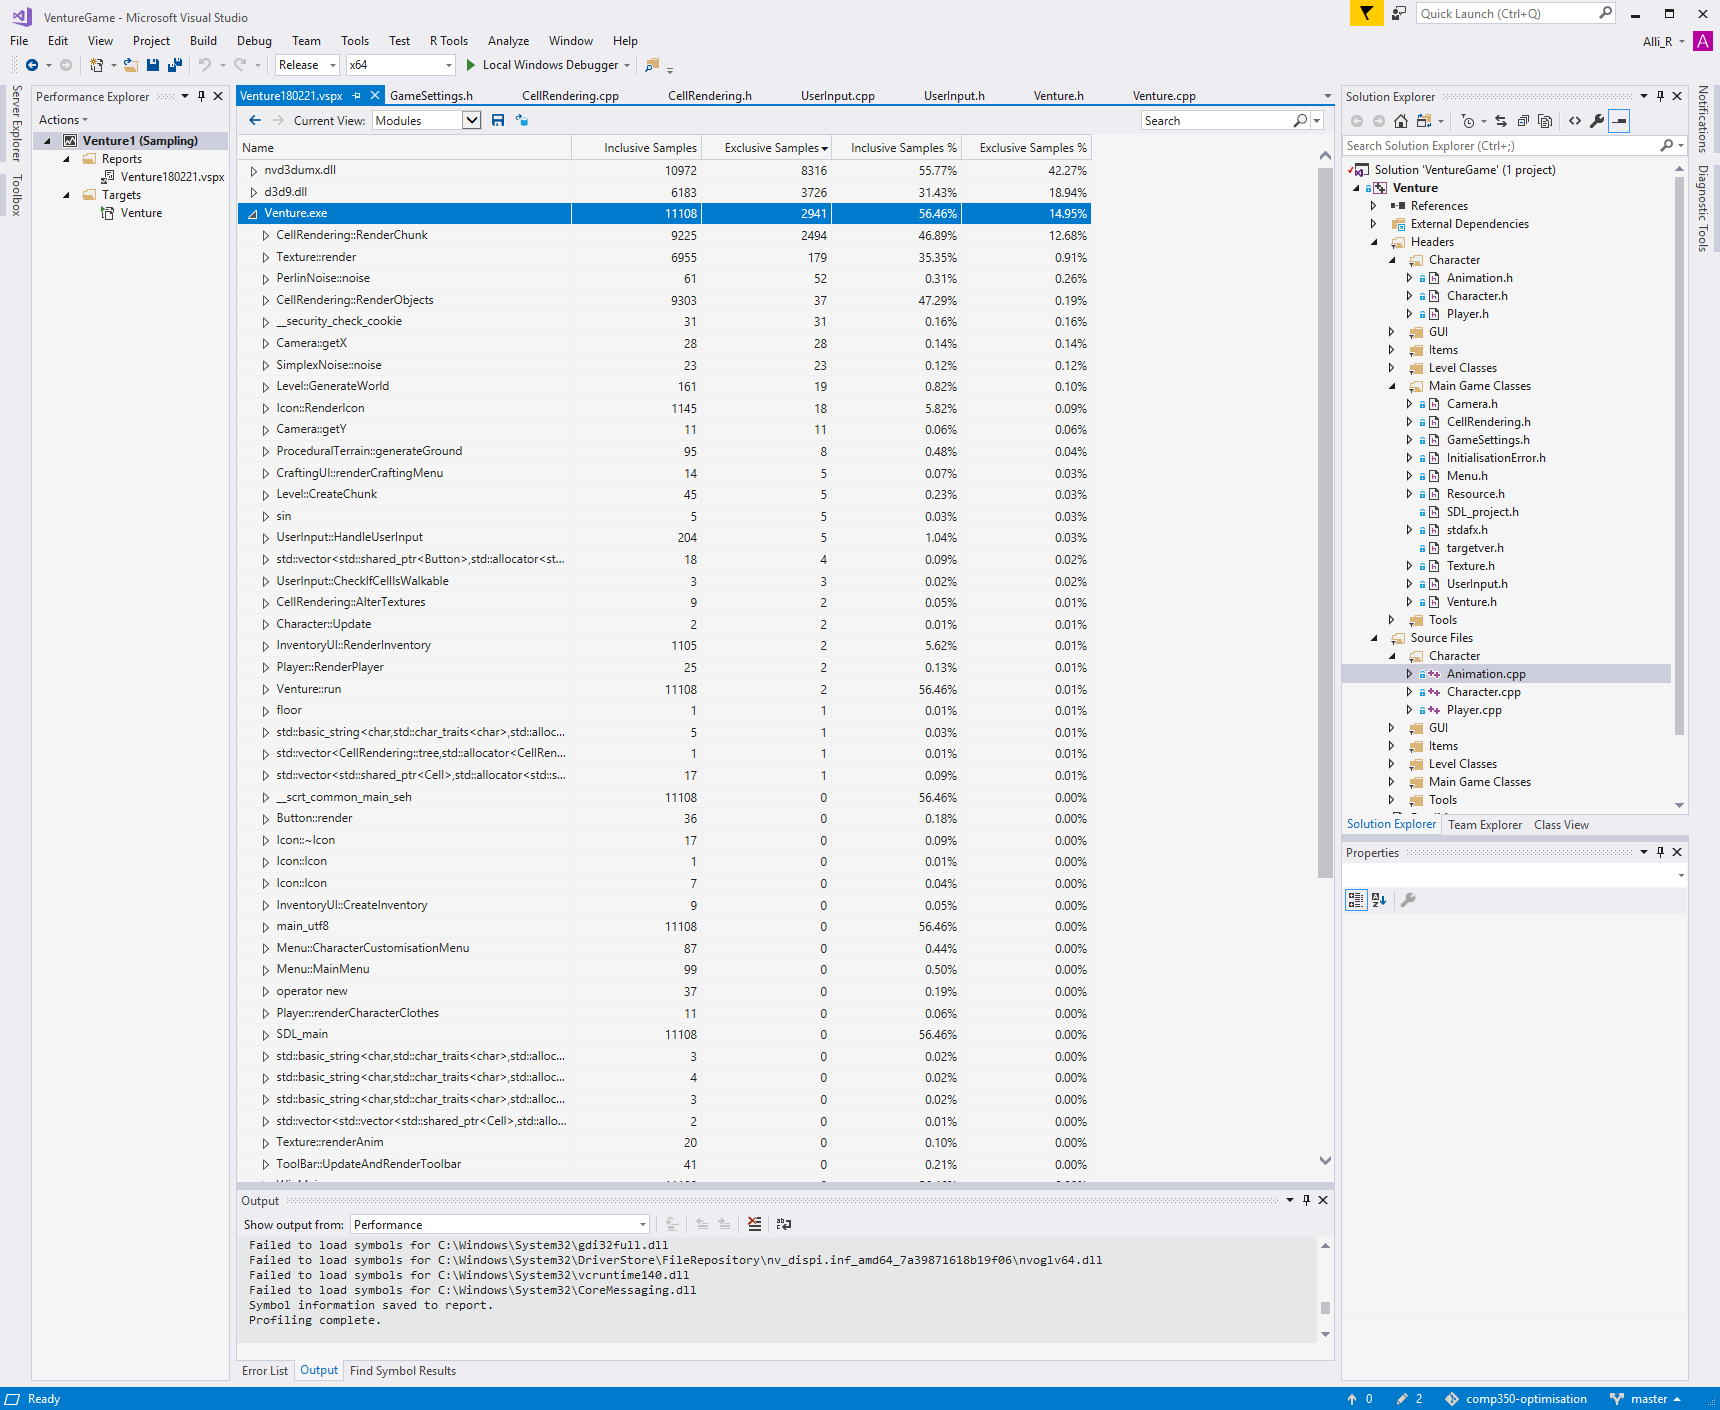 VentureGame - Microsoft Visual Studio
Quick Launch (Ctrl+Q)
File Edit View Project Build Debug Team Tools Test R Tools Analyze Window Help
Alli_R A
Release x64 Local Windows Debugger
Server Explorer
Toolbox
Performance Explorer
Actions
Venture1 (Sampling)
Reports
Venture180221.vspx
Targets
Venture
Venture180221.vspx GameSettings.h CellRendering.cpp CellRendering.h UserInput.cpp UserInput.h Venture.h Venture.cpp
Current View: Modules Search
Name Inclusive Samples Exclusive Samples Inclusive Samples % Exclusive Samples %
nvd3dumx.dll 10972 8316 55.77% 42.27%
d3d9.dll 6183 3726 31.43% 18.94%
Venture.exe 11108 2941 56.46% 14.95%
CellRendering::RenderChunk 9225 2494 46.89% 12.68%
Texture::render 6955 179 35.35% 0.91%
PerlinNoise::noise 61 52 0.31% 0.26%
CellRendering::RenderObjects 9303 37 47.29% 0.19%
__security_check_cookie 31 31 0.16% 0.16%
Camera::getX 28 28 0.14% 0.14%
SimplexNoise::noise 23 23 0.12% 0.12%
Level::GenerateWorld 161 19 0.82% 0.10%
Icon::RenderIcon 1145 18 5.82% 0.09%
Camera::getY 11 11 0.06% 0.06%
ProceduralTerrain::generateGround 95 8 0.48% 0.04%
CraftingUI::renderCraftingMenu 14 5 0.07% 0.03%
Level::CreateChunk 45 5 0.23% 0.03%
sin 5 5 0.03% 0.03%
UserInput::HandleUserInput 204 5 1.04% 0.03%
std::vector<std::shared_ptr<Button>,std::allocator<st... 18 4 0.09% 0.02%
UserInput::CheckIfCellIsWalkable 3 3 0.02% 0.02%
CellRendering::AlterTextures 9 2 0.05% 0.01%
Character::Update 2 2 0.01% 0.01%
InventoryUI::RenderInventory 1105 2 5.62% 0.01%
Player::RenderPlayer 25 2 0.13% 0.01%
Venture::run 11108 2 56.46% 0.01%
floor 1 1 0.01% 0.01%
std::basic_string<char,std::char_traits<char>,std::alloc... 5 1 0.03% 0.01%
std::vector<CellRendering::tree,std::allocator<CellRen... 1 1 0.01% 0.01%
std::vector<std::shared_ptr<Cell>,std::allocator<std::s... 17 1 0.09% 0.01%
__scrt_common_main_seh 11108 0 56.46% 0.00%
Button::render 36 0 0.18% 0.00%
Icon::~Icon 17 0 0.09% 0.00%
Icon::Icon 1 0 0.01% 0.00%
Icon::Icon 7 0 0.04% 0.00%
InventoryUI::CreateInventory 9 0 0.05% 0.00%
main_utf8 11108 0 56.46% 0.00%
Menu::CharacterCustomisationMenu 87 0 0.44% 0.00%
Menu::MainMenu 99 0 0.50% 0.00%
operator new 37 0 0.19% 0.00%
Player::renderCharacterClothes 11 0 0.06% 0.00%
SDL_main 11108 0 56.46% 0.00%
std::basic_string<char,std::char_traits<char>,std::alloc... 3 0 0.02% 0.00%
std::basic_string<char,std::char_traits<char>,std::alloc... 4 0 0.02% 0.00%
std::basic_string<char,std::char_traits<char>,std::alloc... 3 0 0.02% 0.00%
std::vector<std::vector<std::shared_ptr<Cell>,std::allo... 2 0 0.01% 0.00%
Texture::renderAnim 20 0 0.10% 0.00%
ToolBar::UpdateAndRenderToolbar 41 0 0.21% 0.00%
Output
Show output from: Performance
Failed to load symbols for C:\Windows\System32\gdi32full.dll
Failed to load symbols for C:\Windows\System32\DriverStore\FileRepository\nv_dispi.inf_amd64_7a39871618b19f06\nvoglv64.dll
Failed to load symbols for C:\Windows\System32\vcruntime140.dll
Failed to load symbols for C:\Windows\System32\CoreMessaging.dll
Symbol information saved to report.
Profiling complete.
Error List Output Find Symbol Results
Solution Explorer
Search Solution Explorer (Ctrl+;)
Solution 'VentureGame' (1 project)
Venture
References
External Dependencies
Headers
Character
Animation.h
Character.h
Player.h
GUI
Items
Level Classes
Main Game Classes
Camera.h
CellRendering.h
GameSettings.h
InitialisationError.h
Menu.h
Resource.h
SDL_project.h
stdafx.h
targetver.h
Texture.h
UserInput.h
Venture.h
Tools
Source Files
Character
Animation.cpp
Character.cpp
Player.cpp
GUI
Items
Level Classes
Main Game Classes
Tools
Solution Explorer Team Explorer Class View
Properties
Notifications
Diagnostic Tools
Ready 0 2 comp350-optimisation master